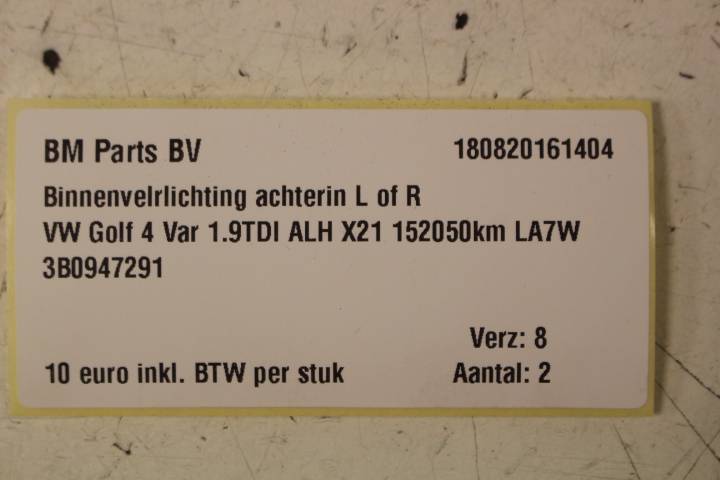 BM Parts BV 180820161404
Binnenvelrlichting achterin L of R
VW Golf 4 Var 1.9TDI ALH X21 152050km LA7W
3B0947291
Verz: 8
10 euro inkl. BTW per stuk Aantal: 2